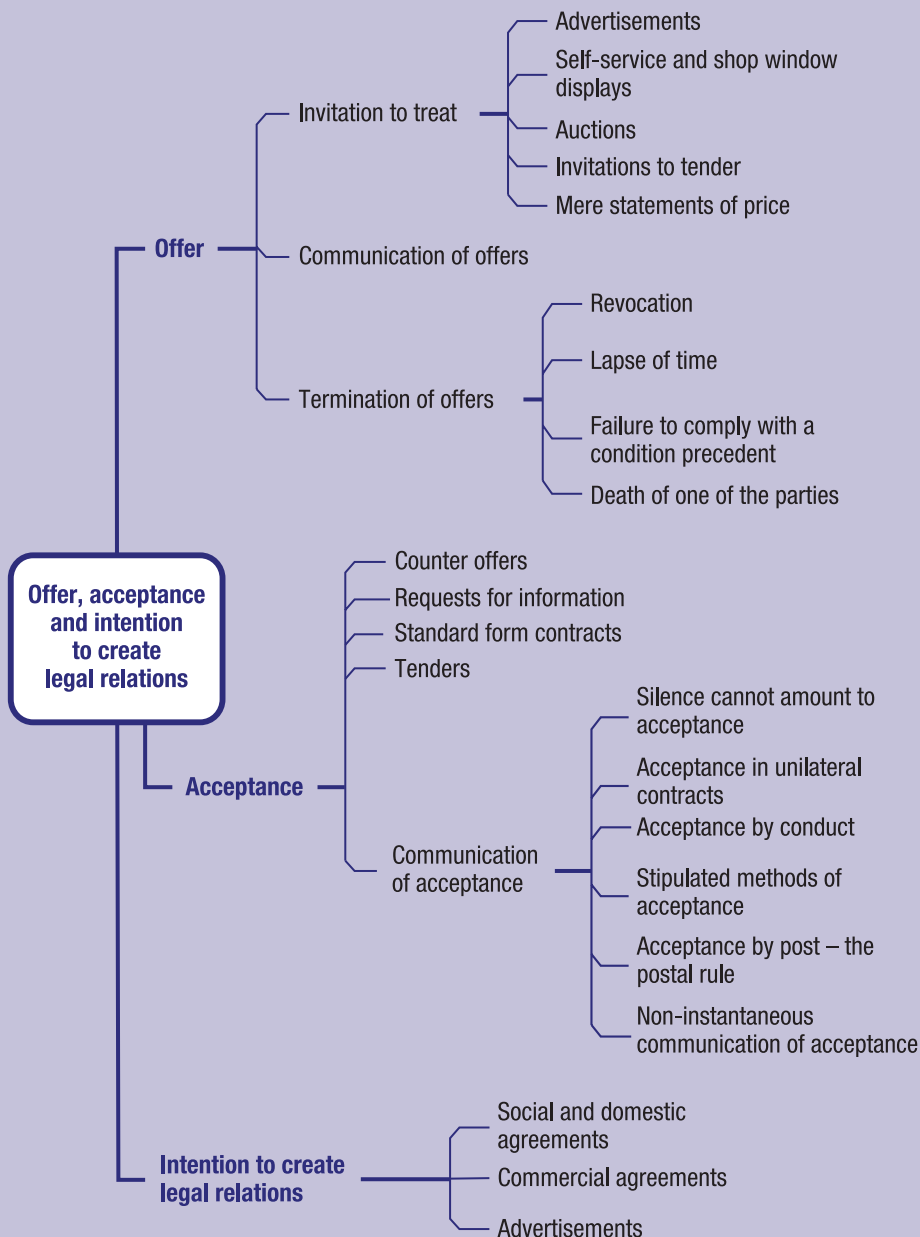 Offer, acceptance
and intention
to create
legal relations
Offer
Invitation to treat
Advertisements
Self-service and shop window
displays
Auctions
Invitations to tender
Mere statements of price
Communication of offers
Termination of offers
Revocation
Lapse of time
Failure to comply with a
condition precedent
Death of one of the parties
Acceptance
Counter offers
Requests for information
Standard form contracts
Tenders
Communication
of acceptance
Silence cannot amount to
acceptance
Acceptance in unilateral
contracts
Acceptance by conduct
Stipulated methods of
acceptance
Acceptance by post – the
postal rule
Non-instantaneous
communication of acceptance
Intention to create
legal relations
Social and domestic
agreements
Commercial agreements
Advertisements